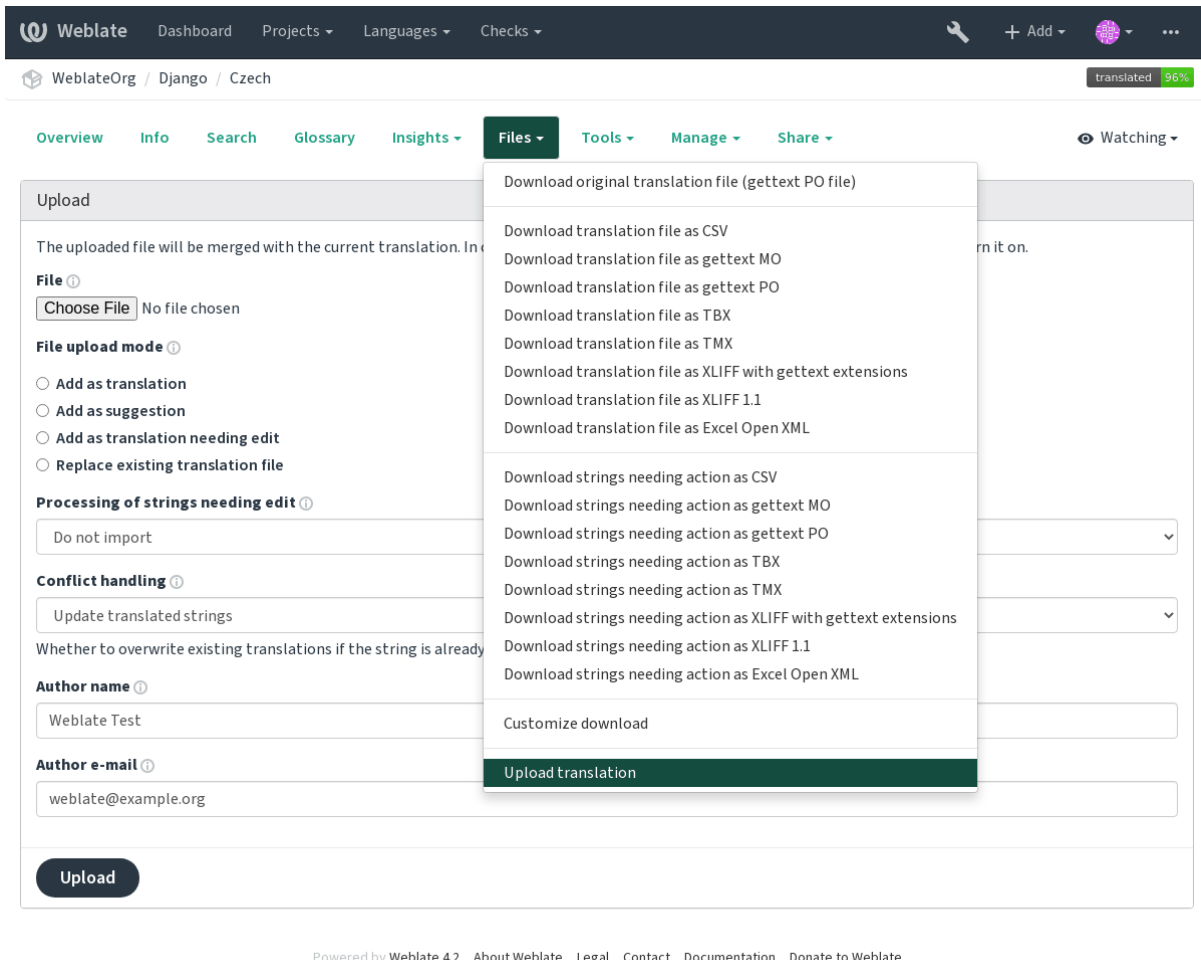 Weblate Dashboard Projects Languages Checks Add
WeblateOrg / Django / Czech translated 96%
Overview Info Search Glossary Insights Files Tools Manage Share Watching
Download original translation file (gettext PO file)
Upload
Download translation file as CSV
The uploaded file will be merged with the current translation. In rn it on.
Download translation file as gettext MO
File
Download translation file as gettext PO
Choose File No file chosen
Download translation file as TBX
File upload mode
Download translation file as TMX
Download translation file as XLIFF with gettext extensions
Add as translation
Download translation file as XLIFF 1.1
Add as suggestion
Download translation file as Excel Open XML
Add as translation needing edit
Replace existing translation file
Download strings needing action as CSV
Processing of strings needing edit
Download strings needing action as gettext MO
Do not import
Download strings needing action as gettext PO
Download strings needing action as TBX
Conflict handling
Download strings needing action as TMX
Update translated strings
Download strings needing action as XLIFF with gettext extensions
Whether to overwrite existing translations if the string is already
Download strings needing action as XLIFF 1.1
Author name
Download strings needing action as Excel Open XML
Weblate Test
Customize download
Author e-mail
Upload translation
weblate@example.org
Upload
Powered by Weblate 4.2 About Weblate Legal Contact Documentation Donate to Weblate